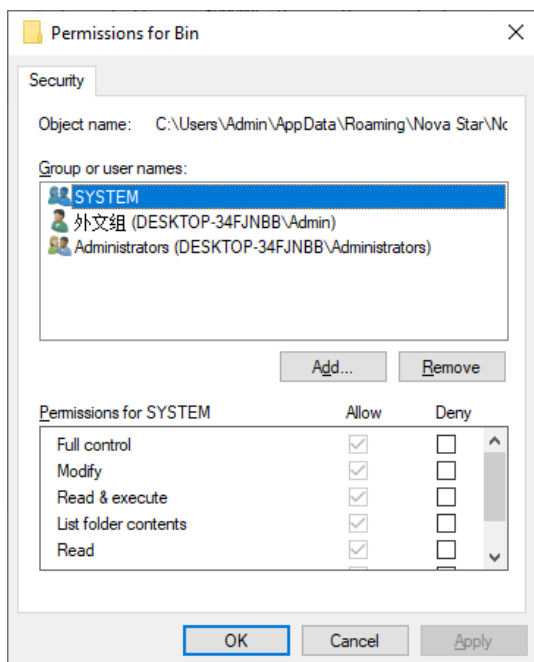 Permissions for Bin
Security
Object name: C:\Users\Admin\AppData\Roaming\Nova Star\Nc
Group or user names:
SYSTEM
外文组 (DESKTOP-34FJNBB\Admin)
Administrators (DESKTOP-34FJNBB\Administrators)
Add... Remove
Permissions for SYSTEM Allow Deny
Full control
Modify
Read & execute
List folder contents
Read
OK Cancel Apply